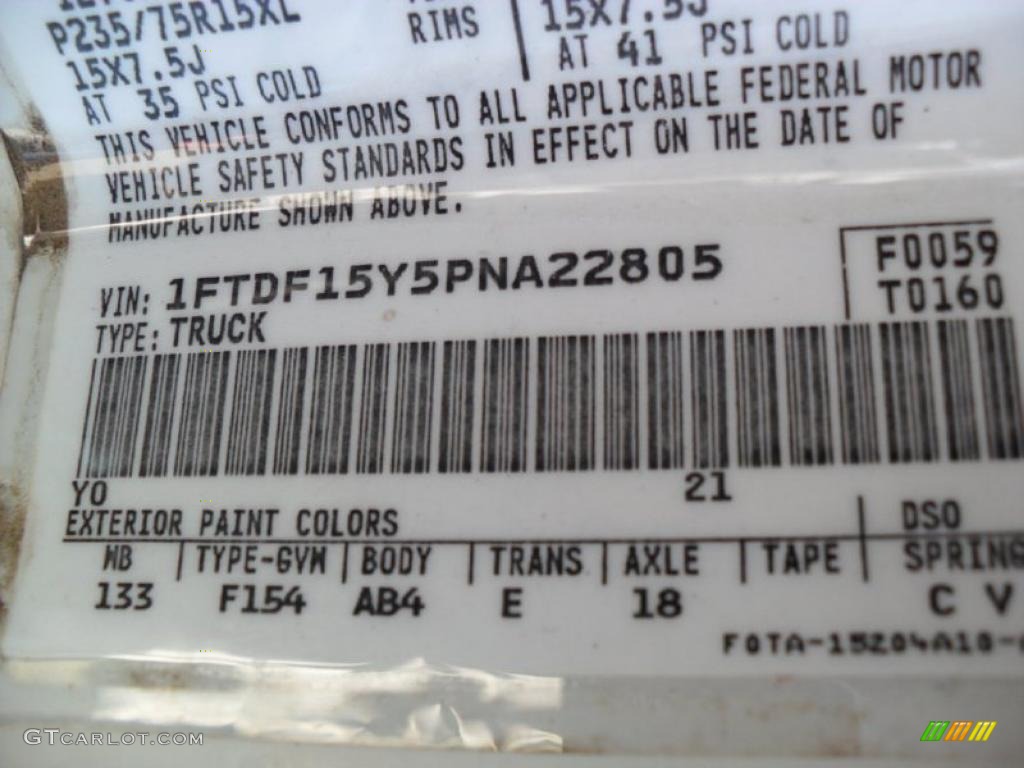 P235/75R15XL
RIMS
15X7.5J
15X7.5J
AT 35 PSI COLD
AT 41 PSI COLD
THIS VEHICLE CONFORMS TO ALL APPLICABLE FEDERAL MOTOR
VEHICLE SAFETY STANDARDS IN EFFECT ON THE DATE OF
MANUFACTURE SHOWN ABOVE.
VIN: 1FTDF15Y5PNA22805
F0059
T0160
TYPE: TRUCK
YO 21
EXTERIOR PAINT COLORS DSO
WB TYPE-GVW BODY TRANS AXLE TAPE SPRING
133 F154 AB4 E 18 C V
GTCARLOT.COM